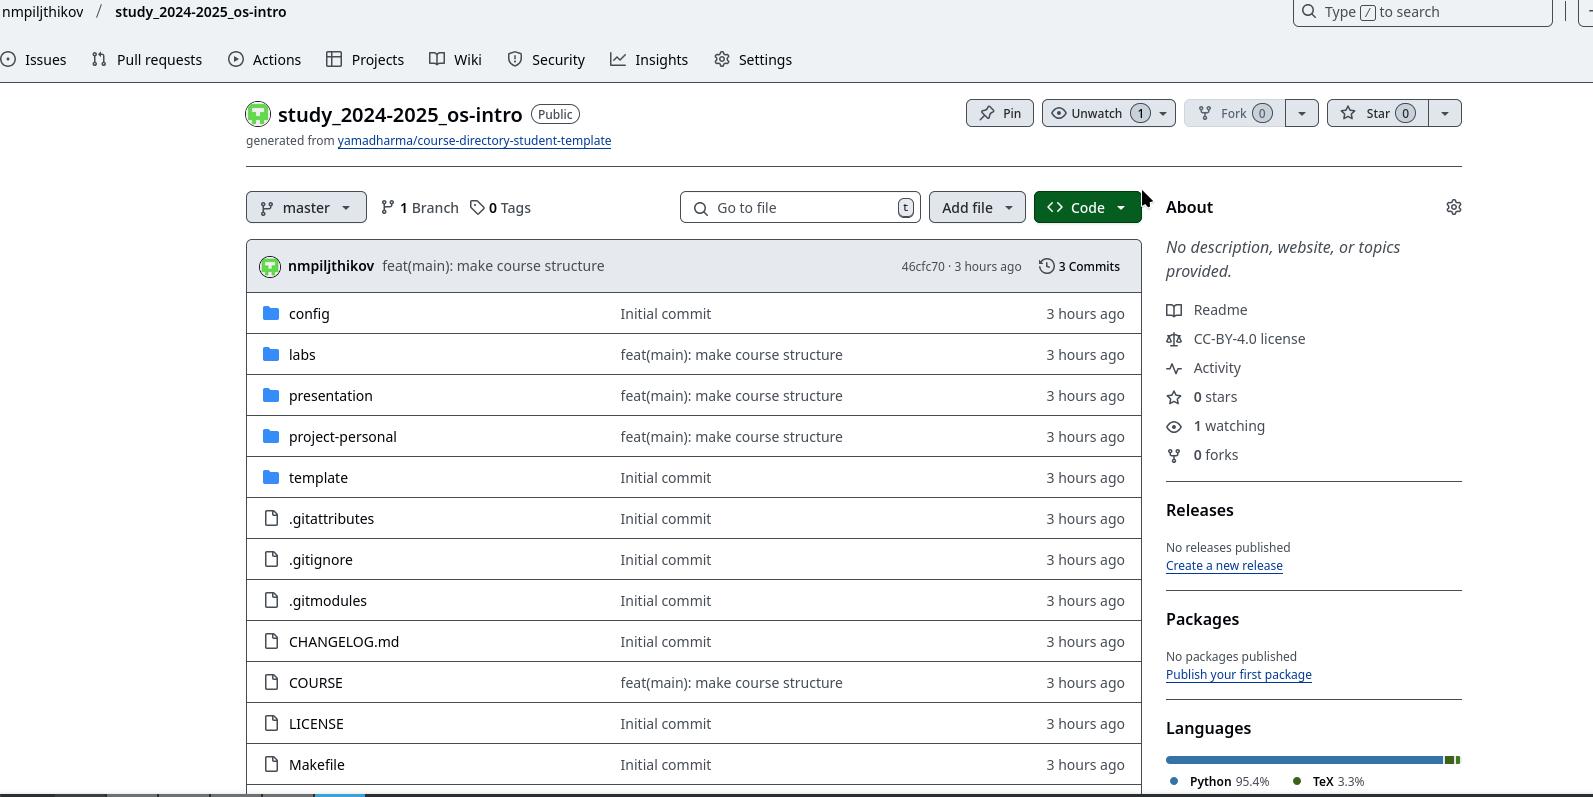 nmpiljthikov / study_2024-2025_os-intro
Type / to search
Issues Pull requests Actions Projects Wiki Security Insights Settings
study_2024-2025_os-intro Public
Pin Unwatch 1 Fork 0 Star 0
generated from yamadharma/course-directory-student-template
master 1 Branch 0 Tags Go to file t Add file <> Code
nmpiljthikov feat(main): make course structure 46cfc70 · 3 hours ago 3 Commits
config Initial commit 3 hours ago
labs feat(main): make course structure 3 hours ago
presentation feat(main): make course structure 3 hours ago
project-personal feat(main): make course structure 3 hours ago
template Initial commit 3 hours ago
.gitattributes Initial commit 3 hours ago
.gitignore Initial commit 3 hours ago
.gitmodules Initial commit 3 hours ago
CHANGELOG.md Initial commit 3 hours ago
COURSE feat(main): make course structure 3 hours ago
LICENSE Initial commit 3 hours ago
Makefile Initial commit 3 hours ago
About
No description, website, or topics
provided.
Readme
CC-BY-4.0 license
Activity
0 stars
1 watching
0 forks
Releases
No releases published
Create a new release
Packages
No packages published
Publish your first package
Languages
Python 95.4% TeX 3.3%